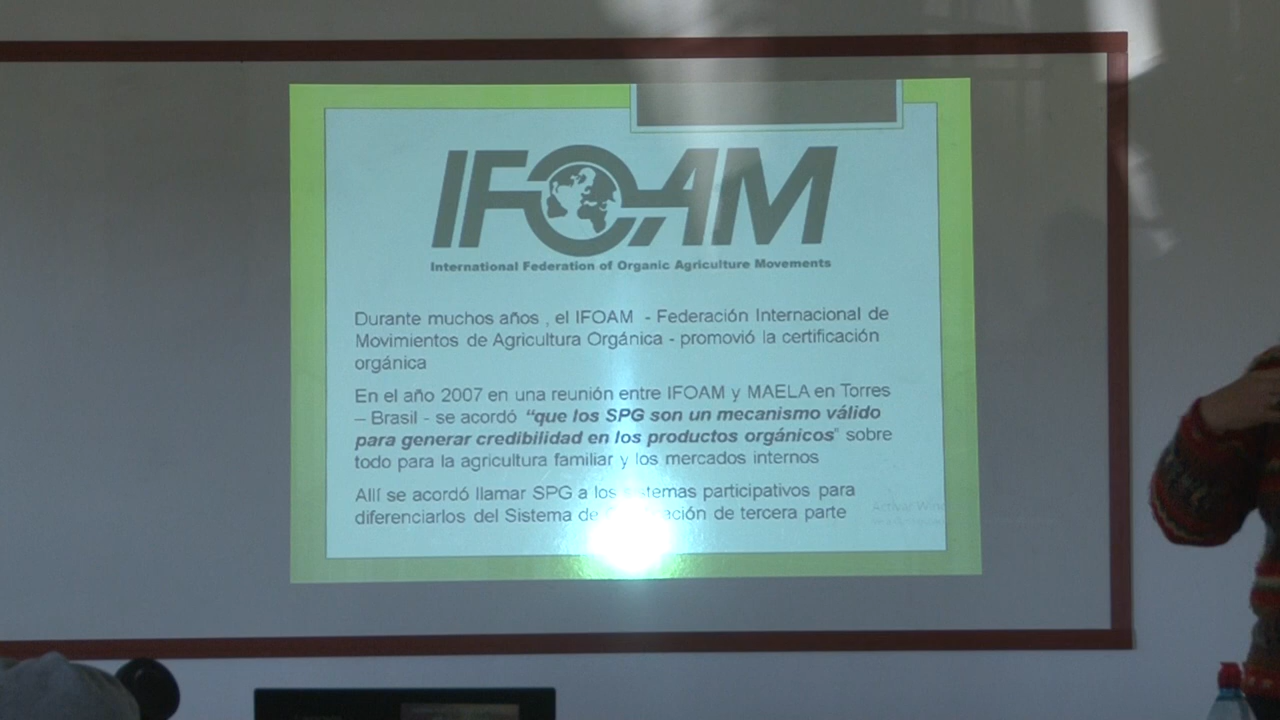 IFOAM
International Federation of Organic Agriculture Movements
Durante muchos años , el IFOAM - Federación Internacional de
Movimientos de Agricultura Orgánica - promovió la certificación
orgánica
En el año 2007 en una reunión entre IFOAM y MAELA en Torres
– Brasil - se acordó "que los SPG son un mecanismo válido
para generar credibilidad en los productos orgánicos" sobre
todo para la agricultura familiar y los mercados internos
Allí se acordó llamar SPG a los participativos para
diferenciarlos del Sistema de de tercera parte